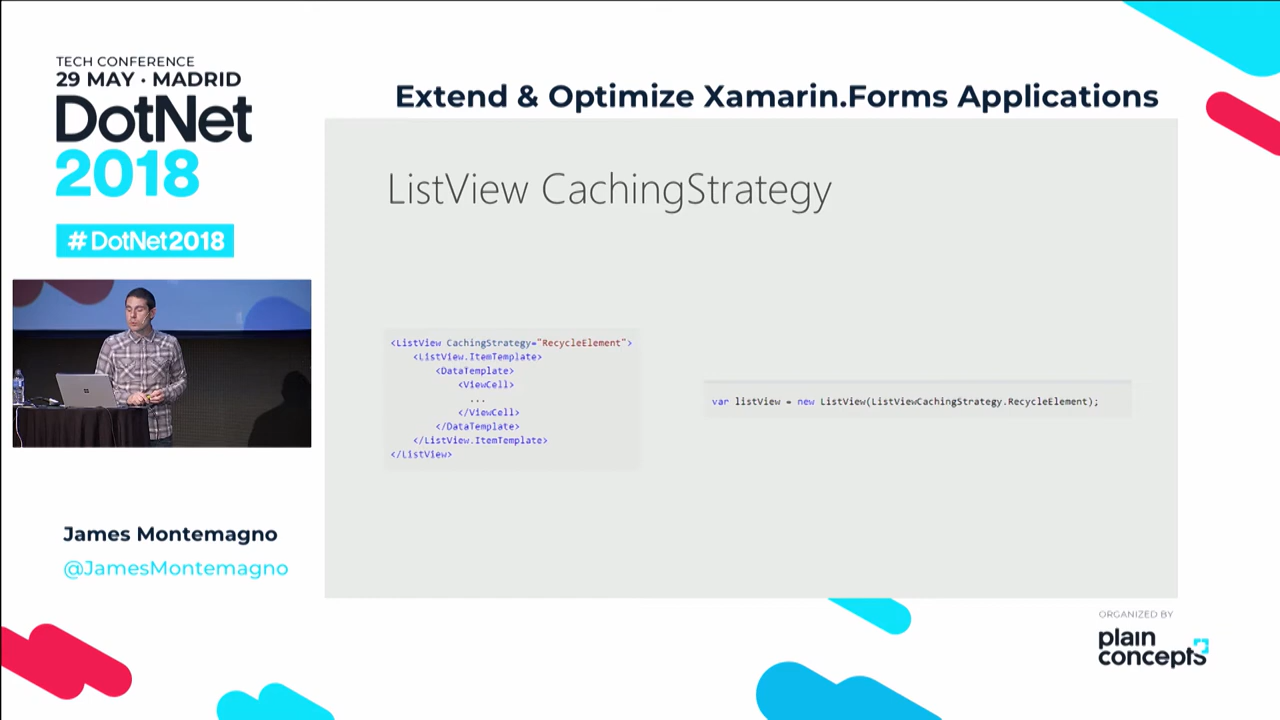 TECH CONFERENCE
29 MAY · MADRID
DotNet
2018
#DotNet2018
James Montemagno
@JamesMontemagno
Extend & Optimize Xamarin.Forms Applications
ListView CachingStrategy
<ListView CachingStrategy="RecycleElement">
<ListView.ItemTemplate>
<DataTemplate>
<ViewCell>
...
</ViewCell>
</DataTemplate>
</ListView.ItemTemplate>
</ListView>
var listView = new ListView(ListViewCachingStrategy.RecycleElement);
ORGANIZED BY
plain
concepts